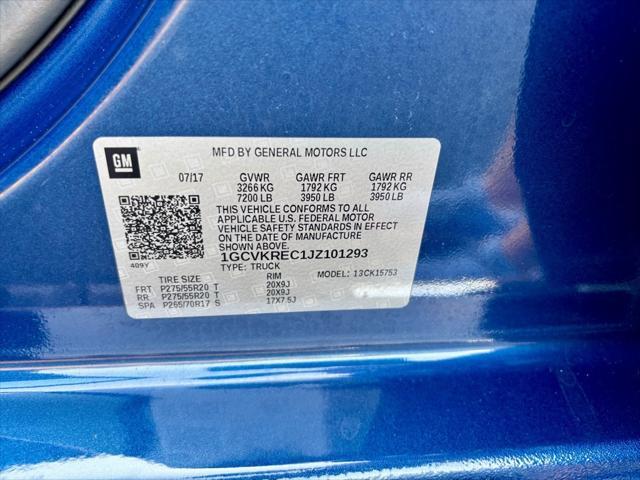 GM
MFD BY GENERAL MOTORS LLC
07/17 GVWR GAWR FRT GAWR RR
3266 KG 1792 KG 1792 KG
7200 LB 3950 LB 3950 LB
THIS VEHICLE CONFORMS TO ALL
APPLICABLE U.S. FEDERAL MOTOR
VEHICLE SAFETY STANDARDS IN EFFECT
ON THE DATE OF MANUFACTURE
SHOWN ABOVE.
1GCVKREC1JZ101293
409Y TYPE: TRUCK MODEL: 13CK15753
TIRE SIZE RIM
FRT P275/55R20 T 20X9J
RR P275/55R20 T 20X9J
SPA P265/70R17 S 17X7.5J